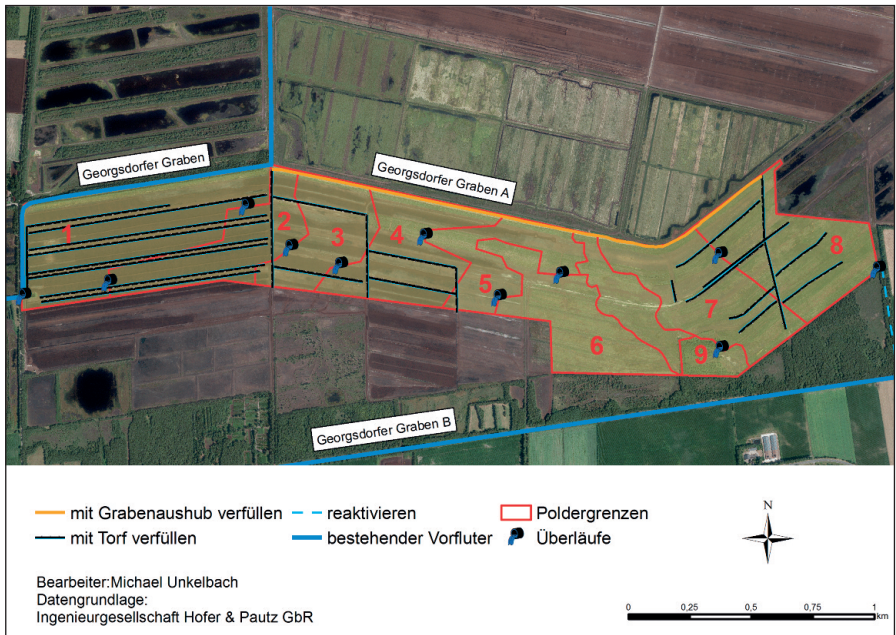 Georgsdorfer Graben
Georgsdorfer Graben A
1
2
3
4
5
6
7
8
9
Georgsdorfer Graben B
mit Grabenaushub verfüllen
reaktivieren
Poldergrenzen
mit Torf verfüllen
bestehender Vorfluter
Überläufe
N
Bearbeiter:Michael Unkelbach
Datengrundlage:
Ingenieurgesellschaft Hofer & Pautz GbR
0 0,25 0,5 0,75 1
km